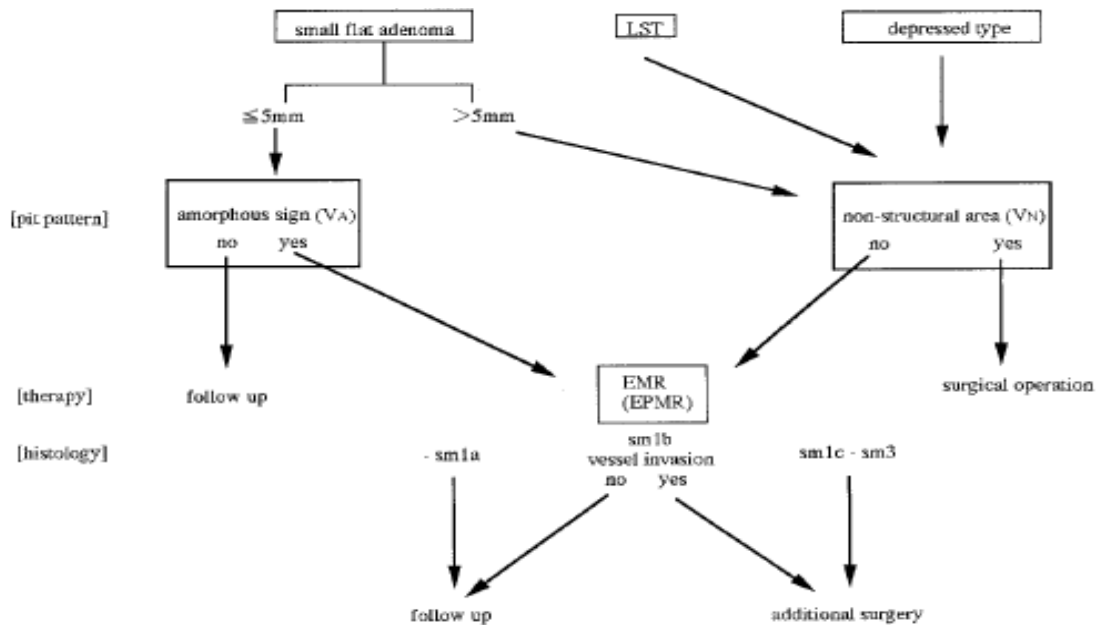 small flat adenoma
LST
depressed type
≦5mm
>5mm
[pit pattern]
amorphous sign (VA)
no yes
non-structural area (VN)
no yes
[therapy]
follow up
EMR
(EPMR)
surgical operation
[histology]
- sm1a
sm1b
vessel invasion
no yes
sm1c - sm3
follow up
additional surgery